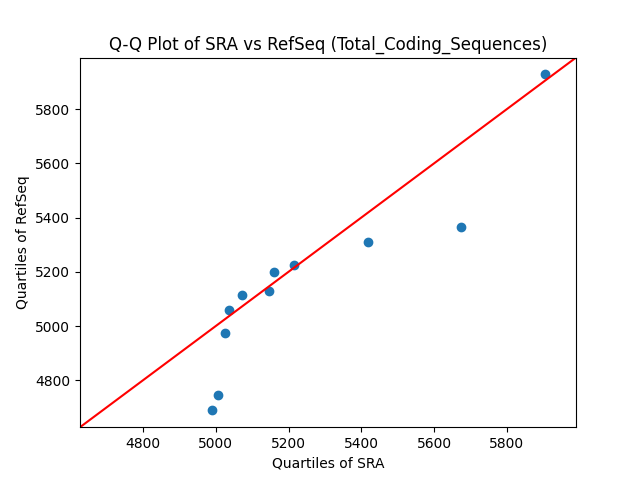 Q-Q Plot of SRA vs RefSeq (Total_Coding_Sequences)
Quartiles of RefSeq
5800
5600
5400
5200
5000
4800
4800 5000 5200 5400 5600 5800
Quartiles of SRA